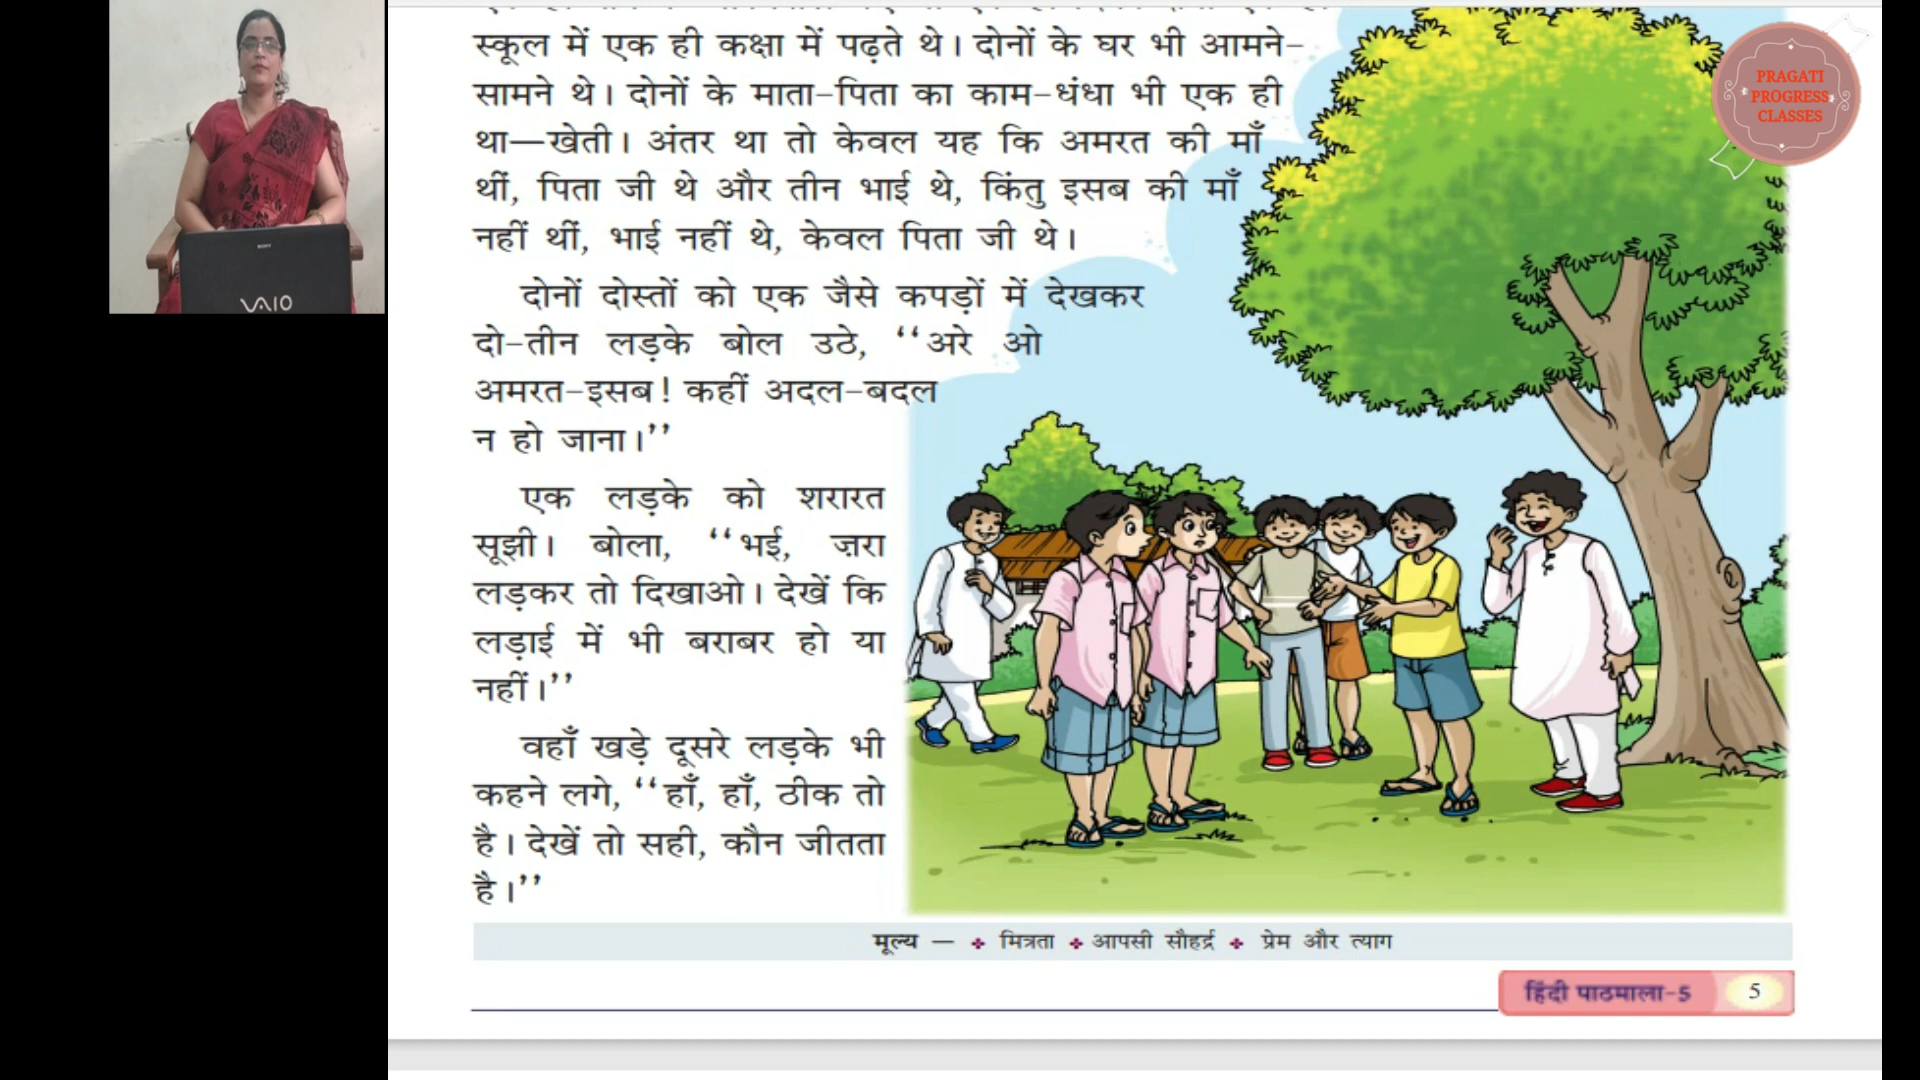 स्कूल में एक ही कक्षा में पढ़ते थे। दोनों के घर भी आमने-
सामने थे। दोनों के माता-पिता का काम-धंधा भी एक ही
था—खेती। अंतर था तो केवल यह कि अमरत की माँ
थीं, पिता जी थे और तीन भाई थे, किंतु इसब की माँ
नहीं थीं, भाई नहीं थे, केवल पिता जी थे।
दोनों दोस्तों को एक जैसे कपड़ों में देखकर
दो-तीन लड़के बोल उठे, ‘‘अरे ओ
अमरत-इसब! कहीं अदल-बदल
न हो जाना।’’
एक लड़के को शरारत
सूझी। बोला, ‘‘भई, ज़रा
लड़कर तो दिखाओ। देखें कि
लड़ाई में भी बराबर हो या
नहीं।’’
वहाँ खड़े दूसरे लड़के भी
कहने लगे, ‘‘हाँ, हाँ, ठीक तो
है। देखें तो सही, कौन जीतता
है।’’
मूल्य — मित्रता आपसी सौहर्द्र प्रेम और त्याग
हिंदी पाठमाला-5 5
PRAGATI
PROGRESS
CLASSES
SONY
VAIO